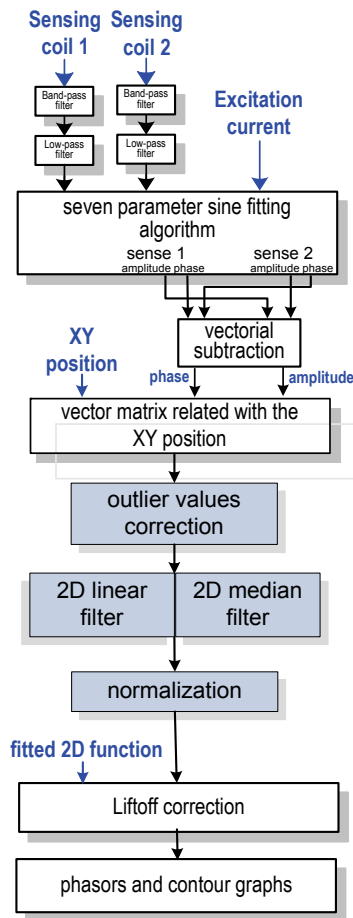 Sensing
coil 1
Sensing
coil 2
Band-pass
filter
Band-pass
filter
Excitation
current
Low-pass
filter
Low-pass
filter
seven parameter sine fitting
algorithm
sense 1
sense 2
amplitude phase
amplitude phase
vectorial
subtraction
XY
position
phase
amplitude
vector matrix related with the
XY position
outlier values
correction
2D linear
filter
2D median
filter
normalization
fitted 2D function
Liftoff correction
phasors and contour graphs